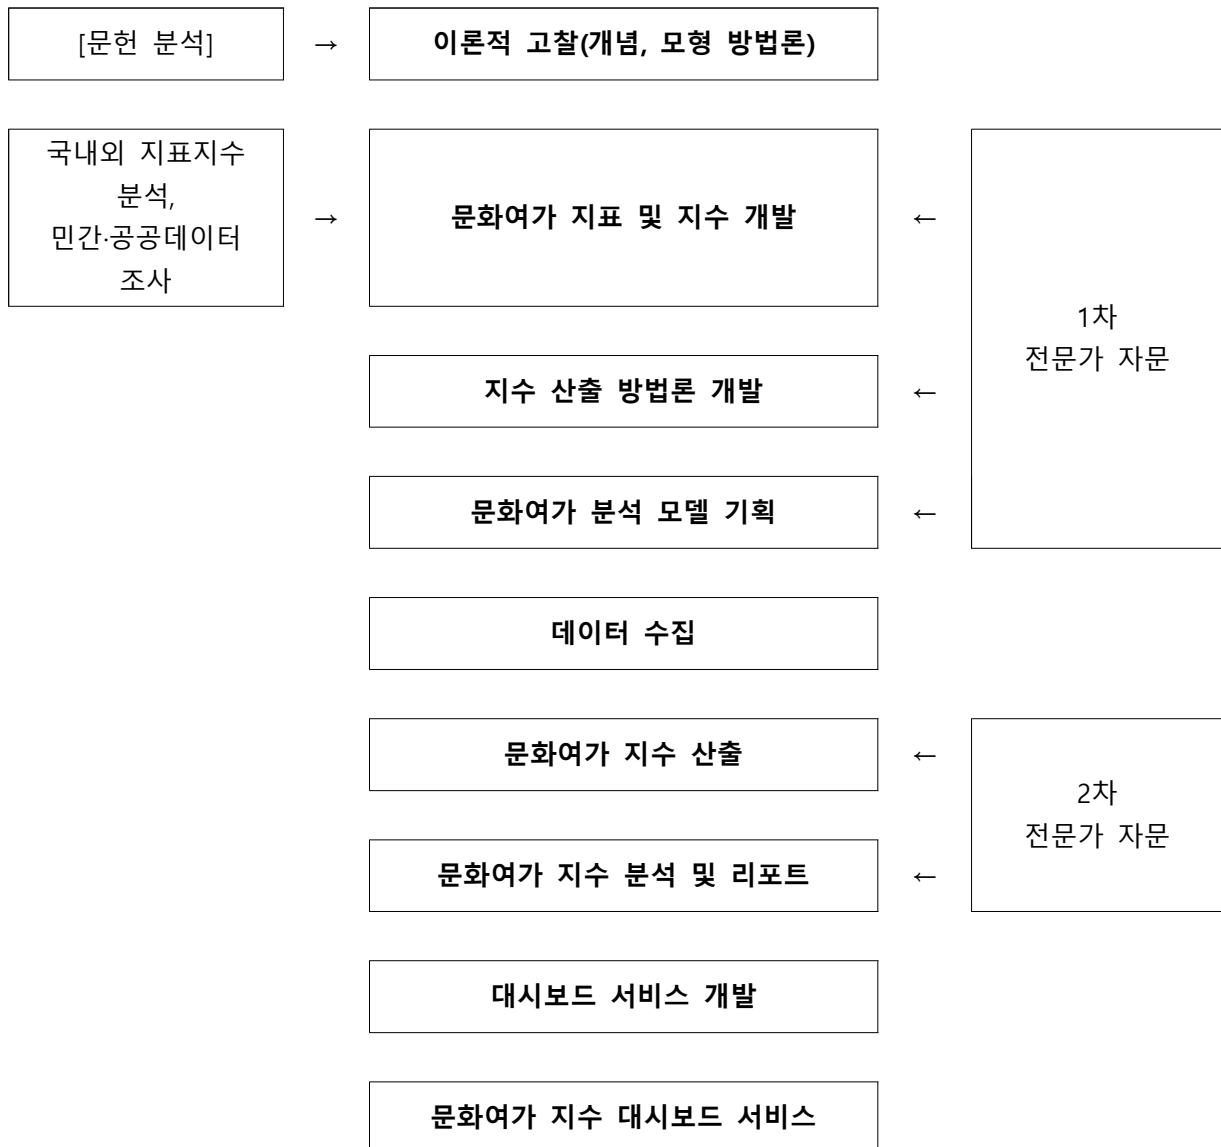 [문헌 분석] → 이론적 고찰(개념, 모형 방법론)
국내외 지표지수
분석,
민간·공공데이터
조사
→ 문화여가 지표 및 지수 개발 ←
1차
전문가 자문
지수 산출 방법론 개발 ←
문화여가 분석 모델 기획 ←
데이터 수집
문화여가 지수 산출 ←
2차
전문가 자문
문화여가 지수 분석 및 리포트 ←
대시보드 서비스 개발
문화여가 지수 대시보드 서비스